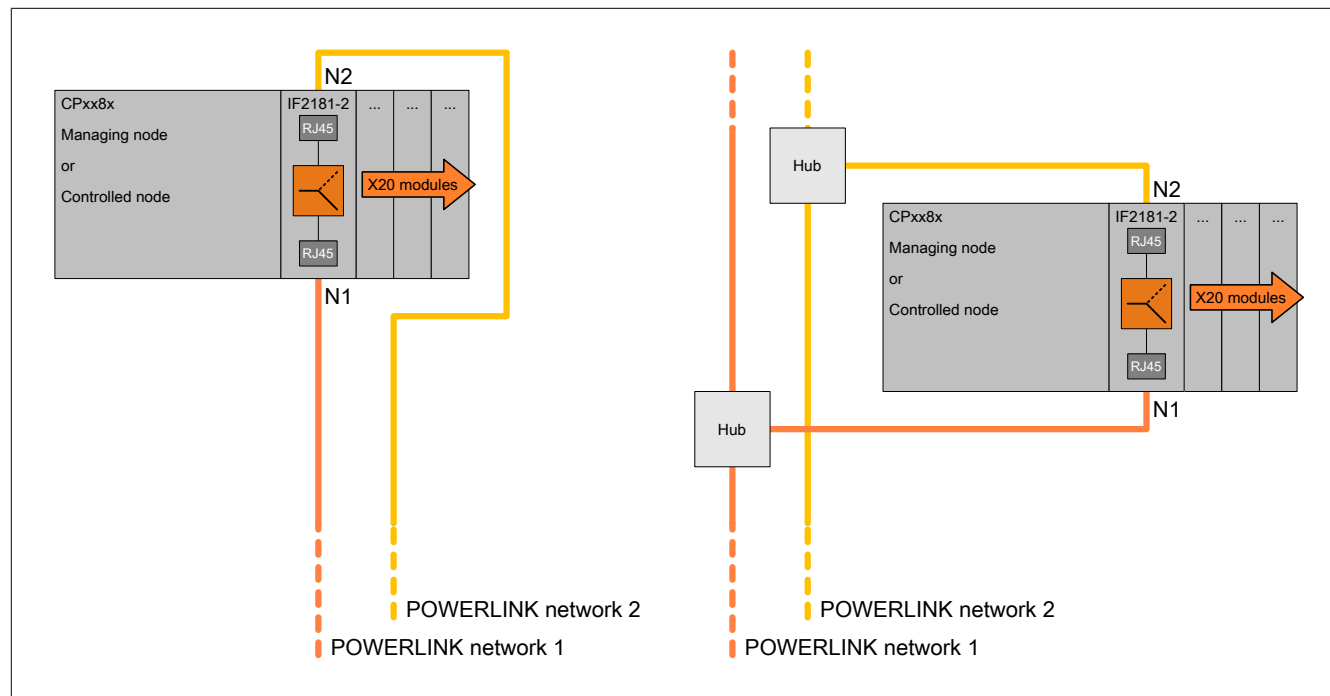 N2
CPxx8x
IF2181-2
...
...
...
Managing node
RJ45
or
X20 modules
Controlled node
RJ45
N1
POWERLINK network 2
POWERLINK network 1
Hub
N2
CPxx8x
IF2181-2
...
...
...
Managing node
RJ45
or
X20 modules
Controlled node
RJ45
N1
Hub
POWERLINK network 2
POWERLINK network 1